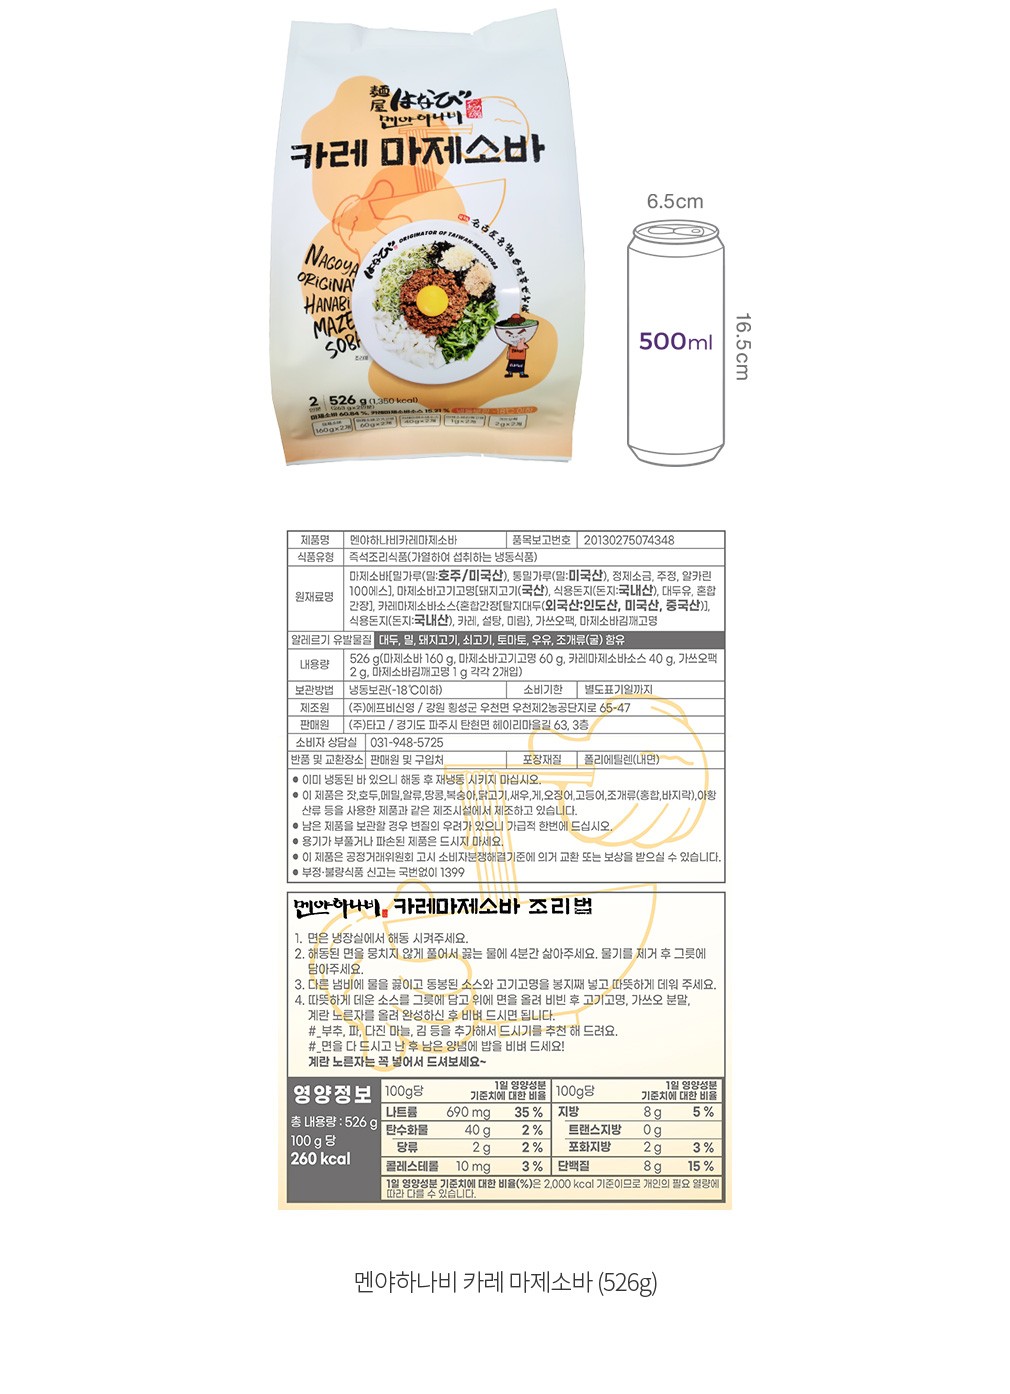 麺屋 はなび
멘야하나비
카레 마제소바
NAGOYA
ORIGINAL
HANABI
MAZE
SOBA
はなび
ORIGINATOR OF TAIWAN-MAZESOBA
조리예
2인분 526 g (1,350 kcal)
(263 g x 2인분)
마제소바 60.84 %, 카레마제소바소스 15.21 %
160g×2개 60g×2개 40g×2개 1g×2개 2g×2개
6.5cm
500ml
16.5cm
제품명 멘야하나비카레마제소바 품목보고번호 20130275074348
식품유형 즉석조리식품(가열하여 섭취하는 냉동식품)
원재료명 마제소바[밀가루(밀:호주/미국산), 통밀가루(밀:미국산), 정제소금, 주정, 알카린
100에스], 마제소바고기고명[돼지고기(국산), 식용돈지(돈지:국내산), 대두유, 혼합
간장], 카레마제소바소스{혼합간장[탈지대두(외국산:인도산, 미국산, 중국산)],
식용돈지(돈지:국내산), 카레, 설탕, 미림}, 가쓰오팩, 마제소바김깨고명
알레르기 유발물질 대두, 밀, 돼지고기, 쇠고기, 토마토, 우유, 조개류(굴) 함유
내용량 526 g(마제소바 160 g, 마제소바고기고명 60 g, 카레마제소바소스 40 g, 가쓰오팩
2 g, 마제소바김깨고명 1 g 각각 2개입)
보관방법 냉동보관(-18℃이하) 소비기한 별도표기일까지
제조원 (주)에프비신영 / 강원 횡성군 우천면 우천제2농공단지로 65-47
판매원 (주)타고 / 경기도 파주시 탄현면 헤이리마을길 63, 3층
소비자 상담실 031-948-5725
반품 및 교환장소 판매원 및 구입처 포장재질 폴리에틸렌(내면)
● 이미 냉동된 바 있으니 해동 후 재냉동 시키지 마십시오.
● 이 제품은 잣,호두,메밀,알류,땅콩,복숭아,닭고기,새우,게,오징어,고등어,조개류(홍합,바지락),아황
산류 등을 사용한 제품과 같은 제조시설에서 제조하고 있습니다.
● 남은 제품을 보관할 경우 변질의 우려가 있으니 가급적 한번에 드십시오.
● 용기가 부풀거나 파손된 제품은 드시지 마세요.
● 이 제품은 공정거래위원회 고시 소비자분쟁해결기준에 의거 교환 또는 보상을 받으실 수 있습니다.
● 부정·불량식품 신고는 국번없이 1399
멘야하나비. 카레마제소바 조리법
1. 면은 냉장실에서 해동 시켜주세요.
2. 해동된 면을 뭉치지 않게 풀어서 끓는 물에 4분간 삶아주세요. 물기를 제거 후 그릇에
담아주세요.
3. 다른 냄비에 물을 끓이고 동봉된 소스와 고기고명을 봉지째 넣고 따뜻하게 데워 주세요.
4. 따뜻하게 데운 소스를 그릇에 담고 위에 면을 올려 비빈 후 고기고명, 가쓰오 분말,
계란 노른자를 올려 완성하신 후 비벼 드시면 됩니다.
#_부추, 파, 다진 마늘, 김 등을 추가해서 드시기를 추천 해 드려요.
#_면을 다 드시고 난 후 남은 양념에 밥을 비벼 드세요!
계란 노른자는 꼭 넣어서 드셔보세요~
영양정보
총 내용량 : 526 g
100 g 당
260 kcal
100g당 1일 영양성분 기준치에 대한 비율 100g당 1일 영양성분 기준치에 대한 비율
나트륨 690 mg 35 % 지방 8 g 5 %
탄수화물 40 g 2 % 트랜스지방 0 g
당류 2 g 2 % 포화지방 2 g 3 %
콜레스테롤 10 mg 3 % 단백질 8 g 15 %
1일 영양성분 기준치에 대한 비율(%)은 2,000 kcal 기준이므로 개인의 필요 열량에
따라 다를 수 있습니다.
멘야하나비 카레 마제소바 (526g)